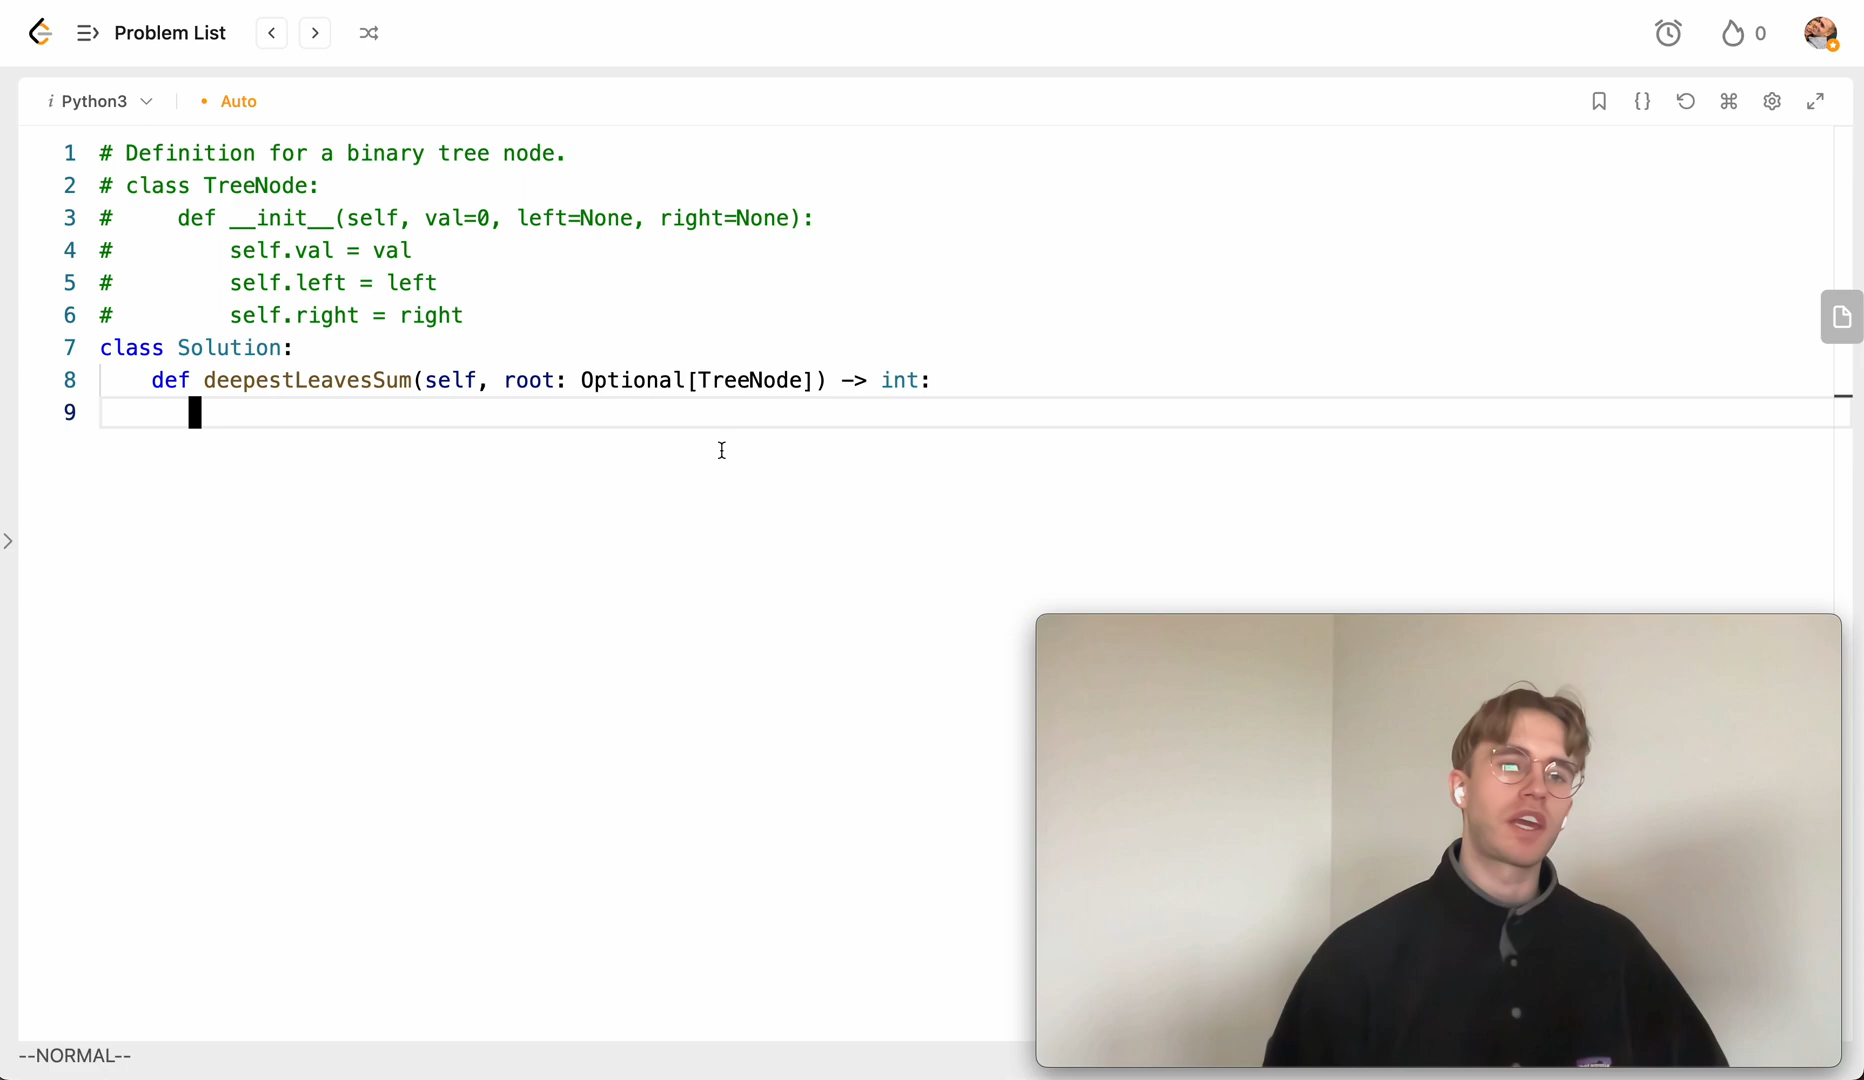 Problem List
0
Python3
Auto
1 # Definition for a binary tree node.
2 # class TreeNode:
3 #     def __init__(self, val=0, left=None, right=None):
4 #         self.val = val
5 #         self.left = left
6 #         self.right = right
7 class Solution:
8     def deepestLeavesSum(self, root: Optional[TreeNode]) -> int:
9
--NORMAL--